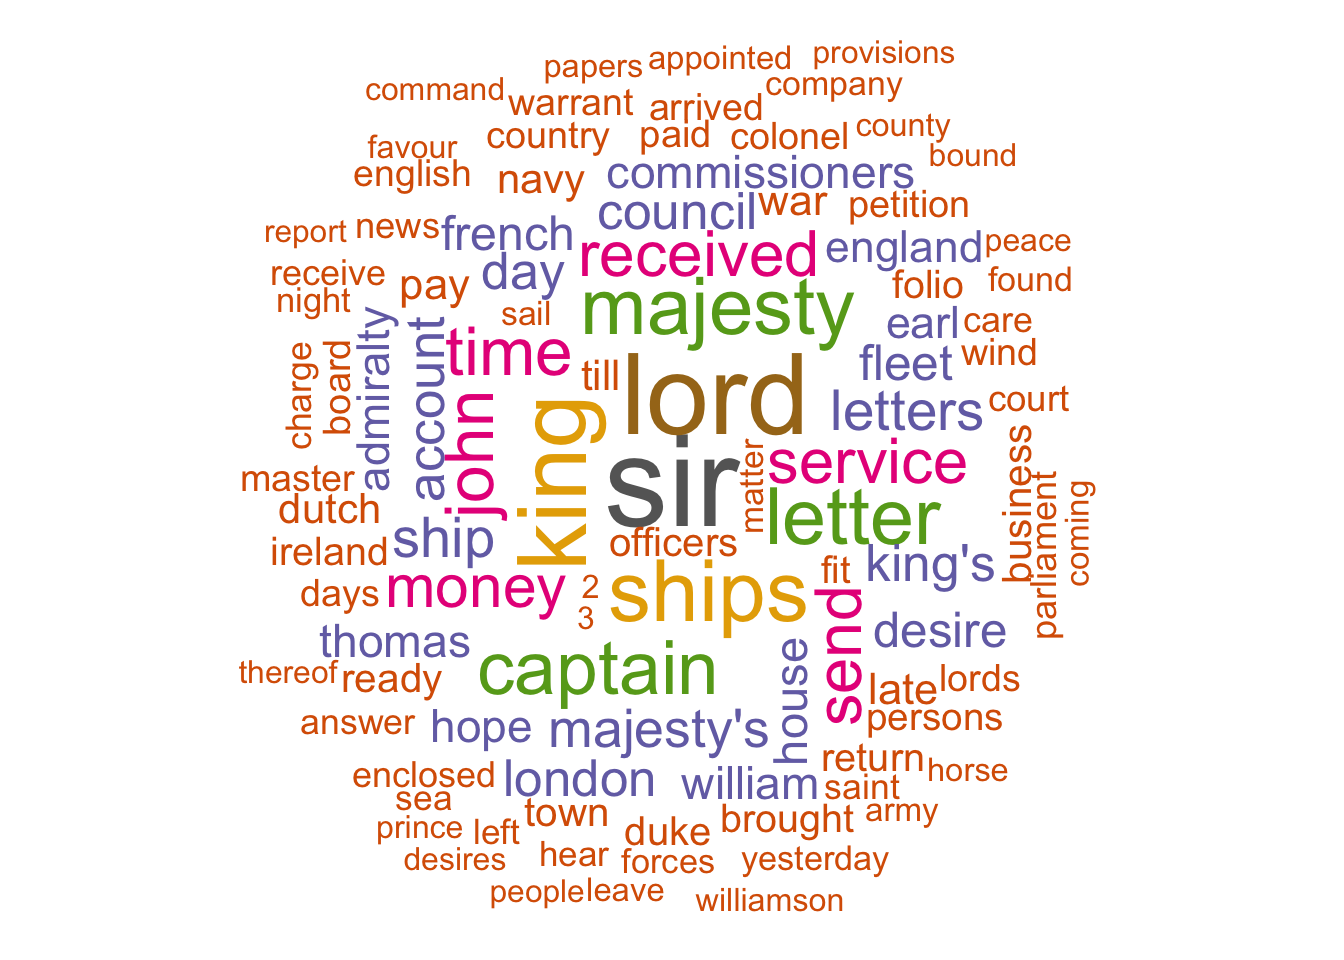 papers appointed provisions
command warrant arrived company
favour country paid colonel county
english navy commissioners bound
report news french council war petition
receive day received england peace
night pay sail majesty folio found
admiralty account time till lord earl care
charge board john king fleet wind
letters court
master sir matter service business
dutch letter parliament coming
ireland ship officers fit king's
days money 2 ships send
3
thomas captain house desire
thereof ready late lords
answer hope majesty's persons
enclosed london william return horse
sea town saint
prince left duke brought army
desires hear forces yesterday
people leave williamson